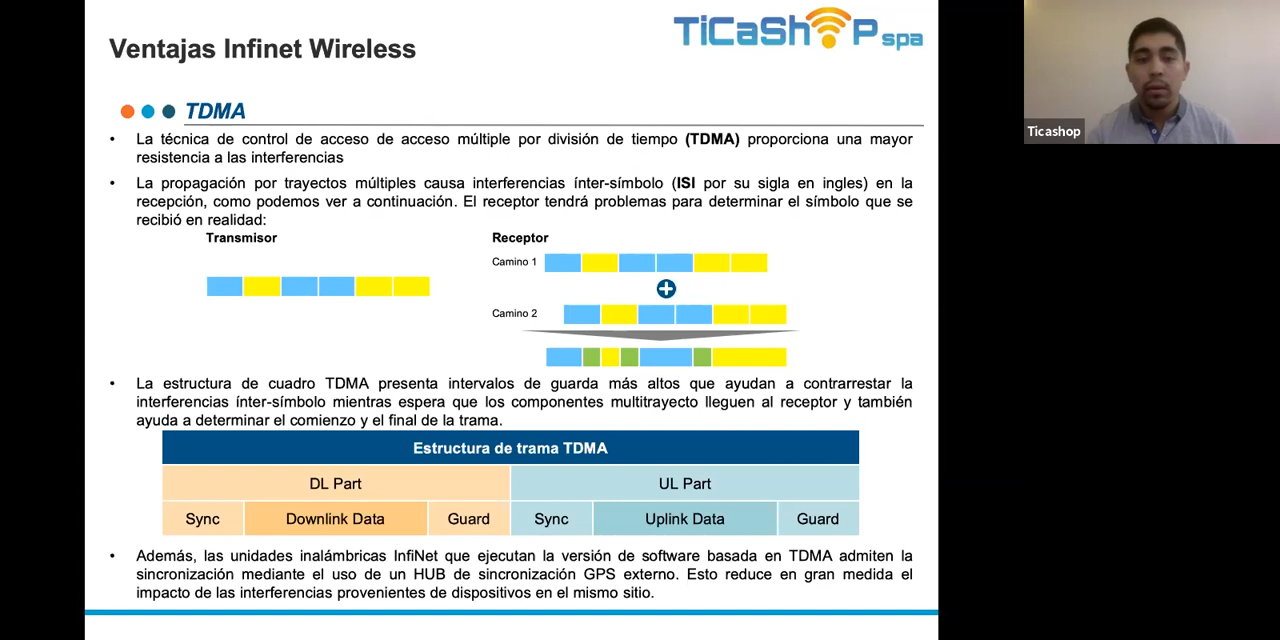 Ventajas Infinet Wireless
TiCaShOP spa
TDMA
• La técnica de control de acceso de acceso múltiple por división de tiempo (TDMA) proporciona una mayor
resistencia a las interferencias
• La propagación por trayectos múltiples causa interferencias ínter-símbolo (ISI por su sigla en ingles) en la
recepción, como podemos ver a continuación. El receptor tendrá problemas para determinar el símbolo que se
recibió en realidad:
Transmisor
Receptor
Camino 1
Camino 2
• La estructura de cuadro TDMA presenta intervalos de guarda más altos que ayudan a contrarrestar la
interferencias ínter-símbolo mientras espera que los componentes multitrayecto lleguen al receptor y también
ayuda a determinar el comienzo y el final de la trama.
Estructura de trama TDMA
DL Part UL Part
Sync Downlink Data Guard Sync Uplink Data Guard
• Además, las unidades inalámbricas InfiNet que ejecutan la versión de software basada en TDMA admiten la
sincronización mediante el uso de un HUB de sincronización GPS externo. Esto reduce en gran medida el
impacto de las interferencias provenientes de dispositivos en el mismo sitio.
Ticashop